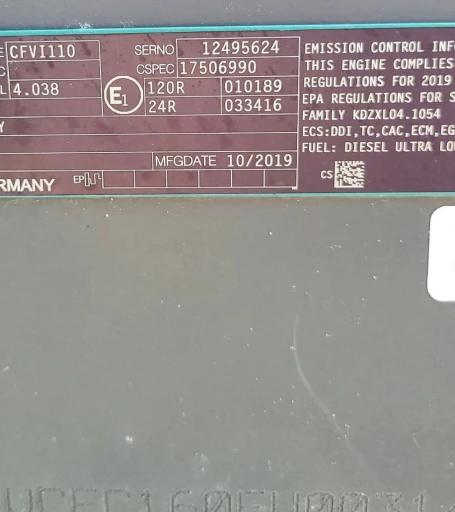 E CFVI110 SERNO 12495624
C CSPEC 17506990
L 4.038 E1 120R 010189
24R 033416
Y
MFGDATE 10/2019
RMANY EP
EMISSION CONTROL INF
THIS ENGINE COMPLIES
REGULATIONS FOR 2019
EPA REGULATIONS FOR S
FAMILY KDZXL04.1054
ECS:DDI,TC,CAC,ECM,EG
FUEL: DIESEL ULTRA LO
CS